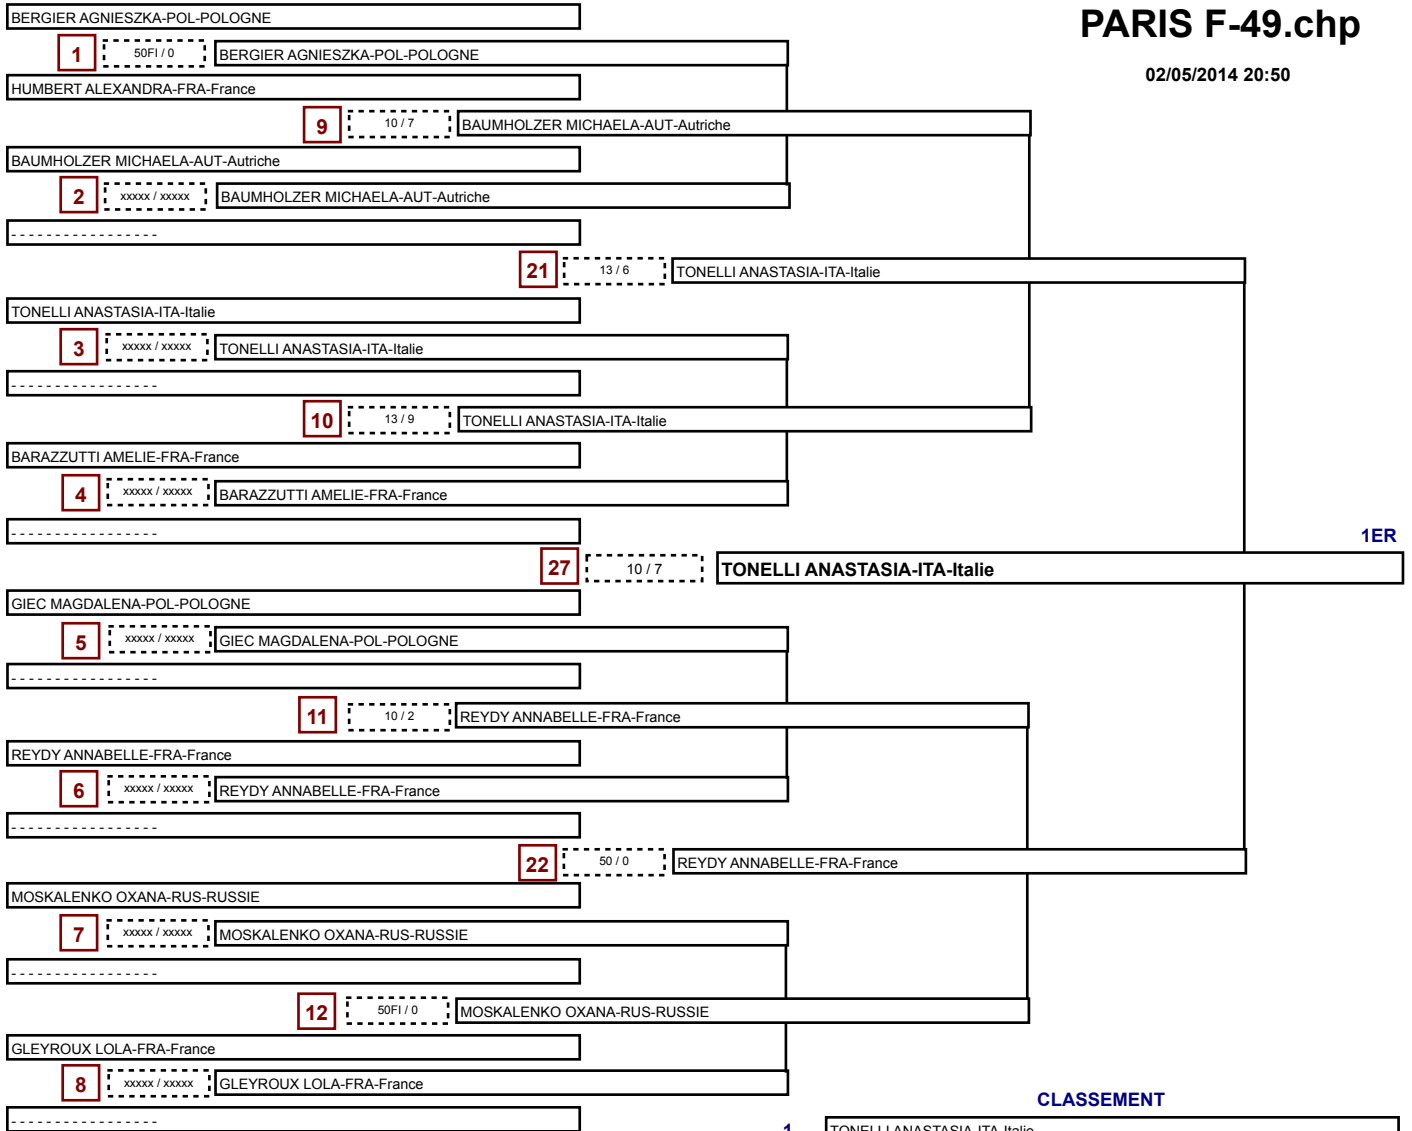 PARIS F-49.chp
02/05/2014 20:50
BERGIER AGNIESZKA-POL-POLOGNE
1 50FI / 0 BERGIER AGNIESZKA-POL-POLOGNE
HUMBERT ALEXANDRA-FRA-France
9 10 / 7 BAUMHOLZER MICHAELA-AUT-Autriche
BAUMHOLZER MICHAELA-AUT-Autriche
2 xxxxx / xxxxx BAUMHOLZER MICHAELA-AUT-Autriche
- - - - - - - - - - - - - - - - -
21 13 / 6 TONELLI ANASTASIA-ITA-Italie
TONELLI ANASTASIA-ITA-Italie
3 xxxxx / xxxxx TONELLI ANASTASIA-ITA-Italie
- - - - - - - - - - - - - - - - -
10 13 / 9 TONELLI ANASTASIA-ITA-Italie
BARAZZUTTI AMELIE-FRA-France
4 xxxxx / xxxxx BARAZZUTTI AMELIE-FRA-France
- - - - - - - - - - - - - - - - -
1ER
27 10 / 7 TONELLI ANASTASIA-ITA-Italie
GIEC MAGDALENA-POL-POLOGNE
5 xxxxx / xxxxx GIEC MAGDALENA-POL-POLOGNE
- - - - - - - - - - - - - - - - -
11 10 / 2 REYDY ANNABELLE-FRA-France
REYDY ANNABELLE-FRA-France
6 xxxxx / xxxxx REYDY ANNABELLE-FRA-France
- - - - - - - - - - - - - - - - -
22 50 / 0 REYDY ANNABELLE-FRA-France
MOSKALENKO OXANA-RUS-RUSSIE
7 xxxxx / xxxxx MOSKALENKO OXANA-RUS-RUSSIE
- - - - - - - - - - - - - - - - -
12 50FI / 0 MOSKALENKO OXANA-RUS-RUSSIE
GLEYROUX LOLA-FRA-France
8 xxxxx / xxxxx GLEYROUX LOLA-FRA-France
- - - - - - - - - - - - - - - - -
CLASSEMENT
1 TONELLI ANASTASIA-ITA-Italie